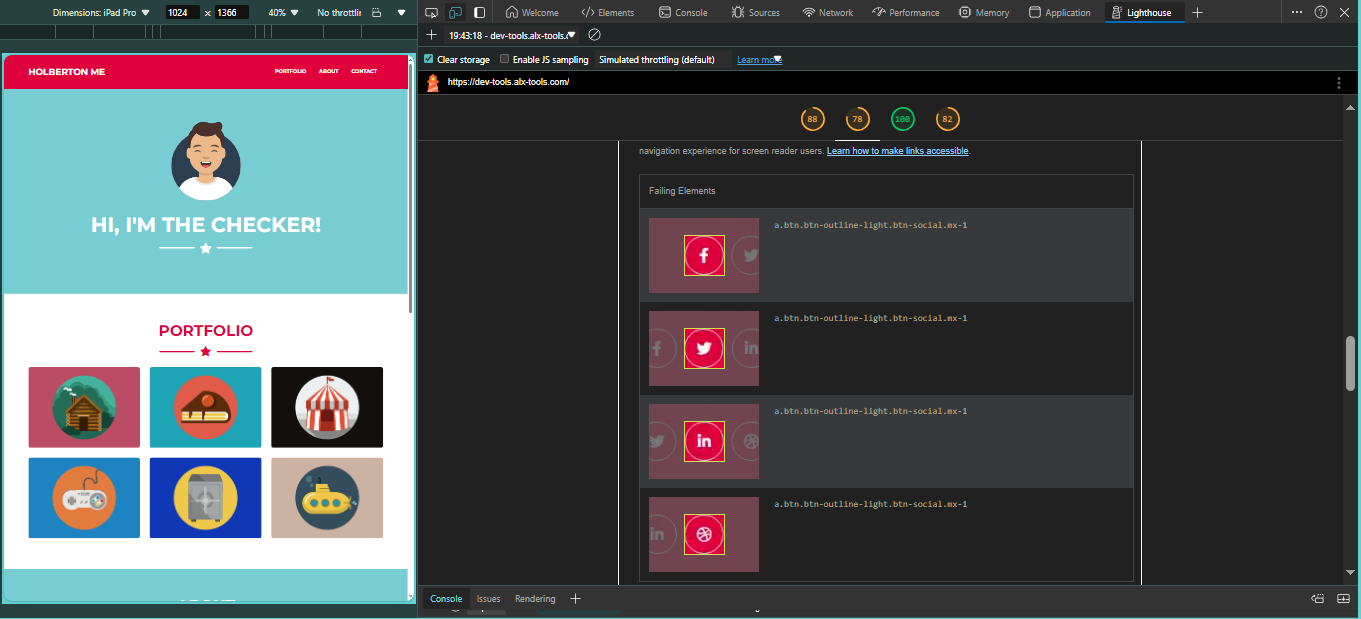 Dimensions: iPad Pro 1024 × 1366 40% No throttlin
Welcome Elements Console Sources Network Performance Memory Application Lighthouse
19:43:18 - dev-tools.alx-tools.c
Clear storage Enable JS sampling Simulated throttling (default) Learn more
https://dev-tools.alx-tools.com/
88 78 100 82
HOLBERTON ME PORTFOLIO ABOUT CONTACT
HI, I'M THE CHECKER!
PORTFOLIO
navigation experience for screen reader users. Learn how to make links accessible.
Failing Elements
a.btn.btn-outline-light.btn-social.mx-1
a.btn.btn-outline-light.btn-social.mx-1
a.btn.btn-outline-light.btn-social.mx-1
a.btn.btn-outline-light.btn-social.mx-1
Console Issues Rendering